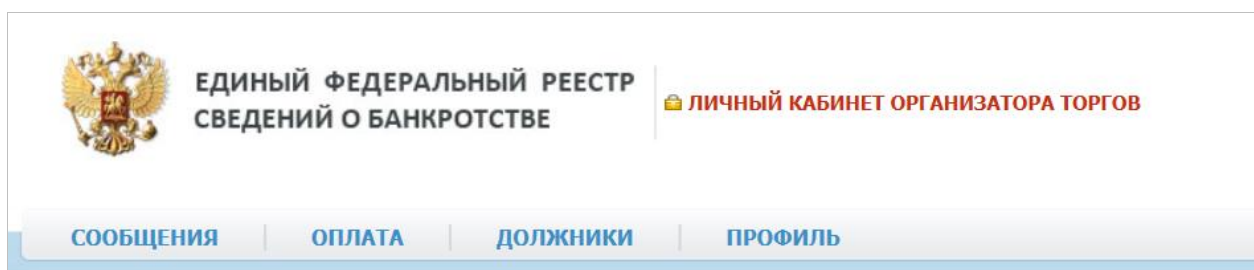 ЕДИНЫЙ ФЕДЕРАЛЬНЫЙ РЕЕСТР
СВЕДЕНИЙ О БАНКРОТСТВЕ
ЛИЧНЫЙ КАБИНЕТ ОРГАНИЗАТОРА ТОРГОВ
СООБЩЕНИЯ ОПЛАТА ДОЛЖНИКИ ПРОФИЛЬ